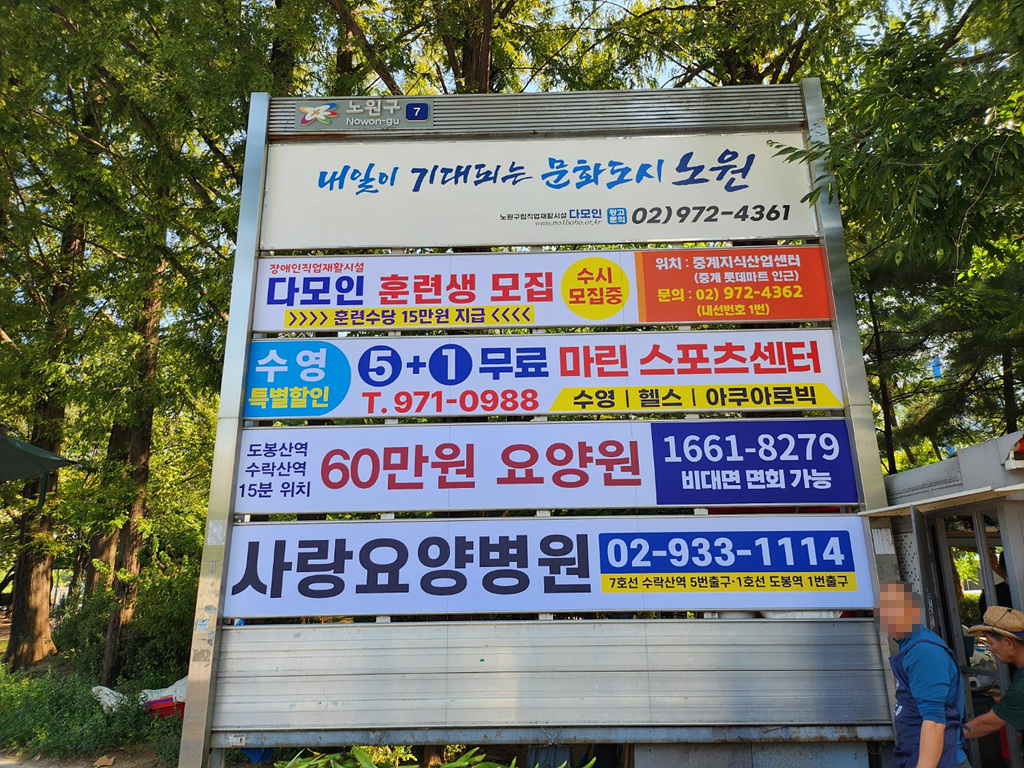 노원구 7
Nowon-gu
내일이 기대되는 문화도시 노원
노원구립직업재활시설 다모인 광고문의 02)972-4361
www.no1boho.or.kr
장애인직업재활시설
다모인 훈련생 모집
>>>> 훈련수당 15만원 지급 <<<<
수시
모집중
위치 : 중계지식산업센터
(중계 롯데마트 인근)
문의 : 02) 972-4362
(내선번호 1번)
수영
특별할인
5+1 무료 마린 스포츠센터
T. 971-0988 수영 | 헬스 | 아쿠아로빅
도봉산역
수락산역
15분 위치
60만원 요양원
1661-8279
비대면 면회 가능
사랑요양병원
02-933-1114
7호선 수락산역 5번출구·1호선 도봉역 1번출구